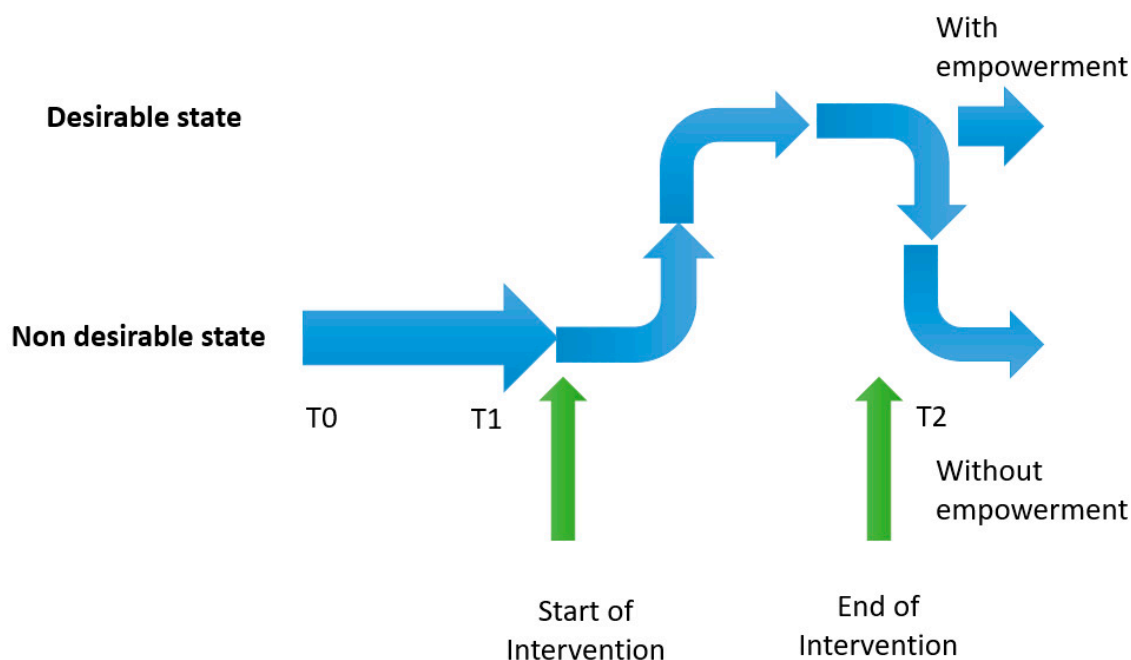 With
empowerment
Desirable state
Non desirable state
T0
T1
T2
Without
empowerment
Start of
Intervention
End of
Intervention